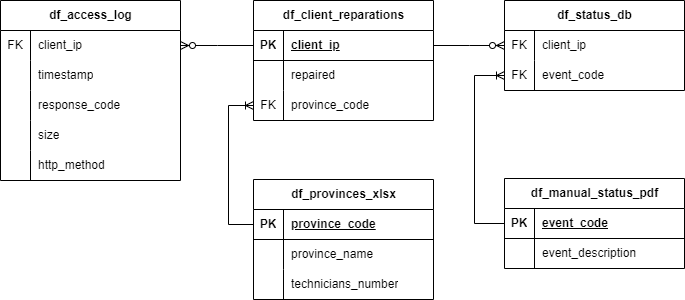 df_access_log
FK client_ip
timestamp
response_code
size
http_method
df_client_reparations
PK client_ip
repaired
FK province_code
df_status_db
FK client_ip
FK event_code
df_provinces_xlsx
PK province_code
province_name
technicians_number
df_manual_status_pdf
PK event_code
event_description